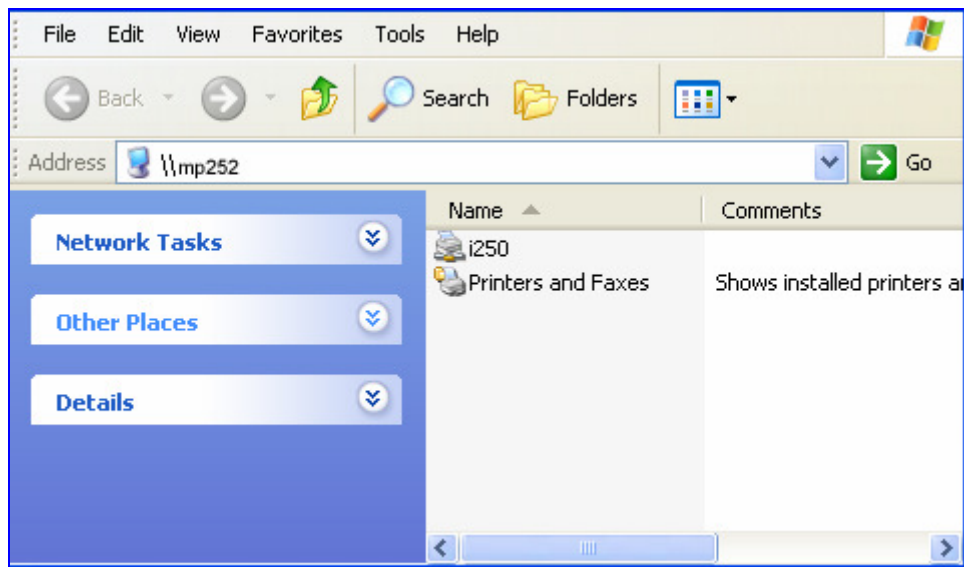 File Edit View Favorites Tools Help
Back Search Folders
Address \\mp252 Go
Name Comments
Network Tasks
i250
Printers and Faxes Shows installed printers
Other Places
Details